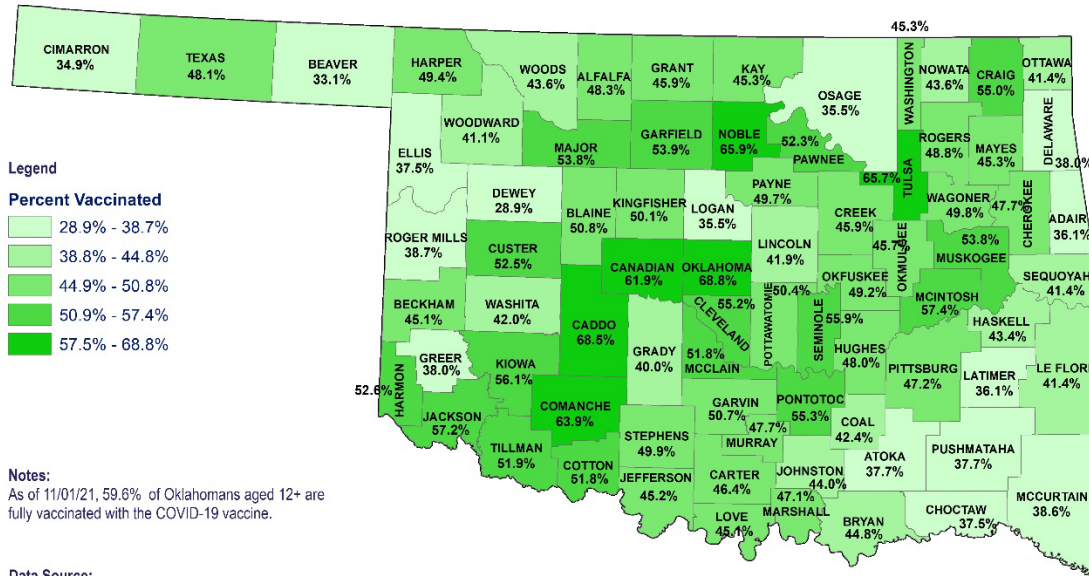 45.3%
CIMARRON
34.9%
TEXAS
48.1%
BEAVER
33.1%
HARPER
49.4%
WOODS
43.6%
ALFALFA
48.3%
GRANT
45.9%
KAY
45.3%
OSAGE
35.5%
WASHINGTON
NOWATA
43.6%
CRAIG
55.0%
OTTAWA
41.4%
WOODWARD
41.1%
ELLIS
37.5%
MAJOR
53.8%
GARFIELD
53.9%
NOBLE
65.9%
52.3%
PAWNEE
65.7%
TULSA
ROGERS
48.8%
MAYES
45.3%
DELAWARE
38.0%
Legend
Percent Vaccinated
28.9% - 38.7%
38.8% - 44.8%
44.9% - 50.8%
50.9% - 57.4%
57.5% - 68.8%
DEWEY
28.9%
BLAINE
50.8%
KINGFISHER
50.1%
LOGAN
35.5%
PAYNE
49.7%
CREEK
45.9%
WAGONER
49.8%
47.7%
CHEROKEE
ADAIR
36.1%
ROGER MILLS
38.7%
CUSTER
52.5%
CANADIAN
61.9%
OKLAHOMA
68.8%
LINCOLN
41.9%
45.7%
OKMULGEE
53.8%
MUSKOGEE
SEQUOYAH
41.4%
OKFUSKEE
49.2%
MCINTOSH
57.4%
BECKHAM
45.1%
WASHITA
42.0%
CADDO
68.5%
GRADY
40.0%
55.2%
CLEVELAND
50.4%
POTTAWATOMIE
SEMINOLE
55.9%
HUGHES
48.0%
HASKELL
43.4%
PITTSBURG
47.2%
LATIMER
36.1%
LE FLOR
41.4%
GREER
38.0%
52.6%
HARMON
KIOWA
56.1%
JACKSON
57.2%
COMANCHE
63.9%
51.8%
MCCLAIN
GARVIN
50.7%
PONTOTOC
55.3%
COAL
42.4%
TILLMAN
51.9%
COTTON
51.8%
STEPHENS
49.9%
47.7%
MURRAY
JEFFERSON
45.2%
CARTER
46.4%
JOHNSTON
44.0%
ATOKA
37.7%
PUSHMATAHA
37.7%
MCCURTAIN
38.6%
LOVE
45.1%
47.1%
MARSHALL
BRYAN
44.8%
CHOCTAW
37.5%
Notes:
As of 11/01/21, 59.6% of Oklahomans aged 12+ are
fully vaccinated with the COVID-19 vaccine.
Data Source: